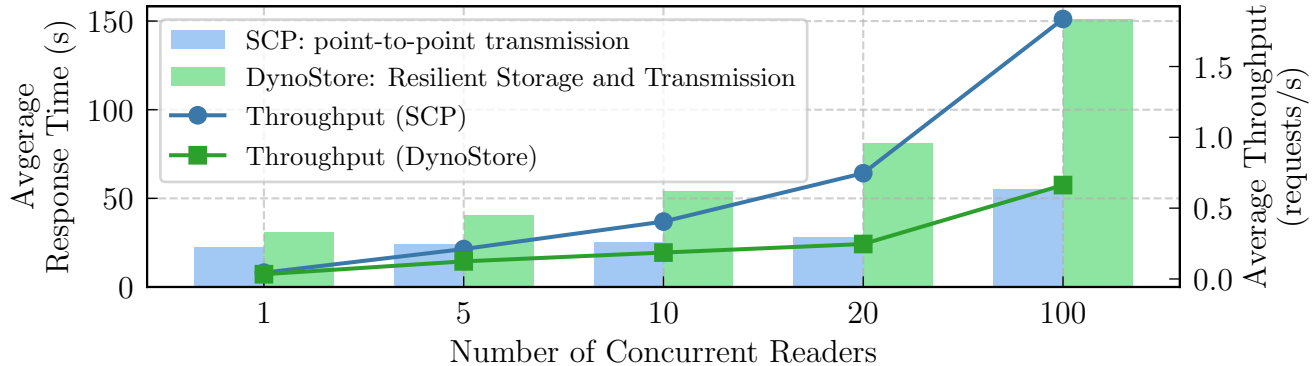 Avgerage
Response Time (s)
150
100
50
0
SCP: point-to-point transmission
DynoStore: Resilient Storage and Transmission
Throughput (SCP)
Throughput (DynoStore)
1.5
1.0
0.5
0.0
Average Throughput
(requests/s)
1 5 10 20 100
Number of Concurrent Readers